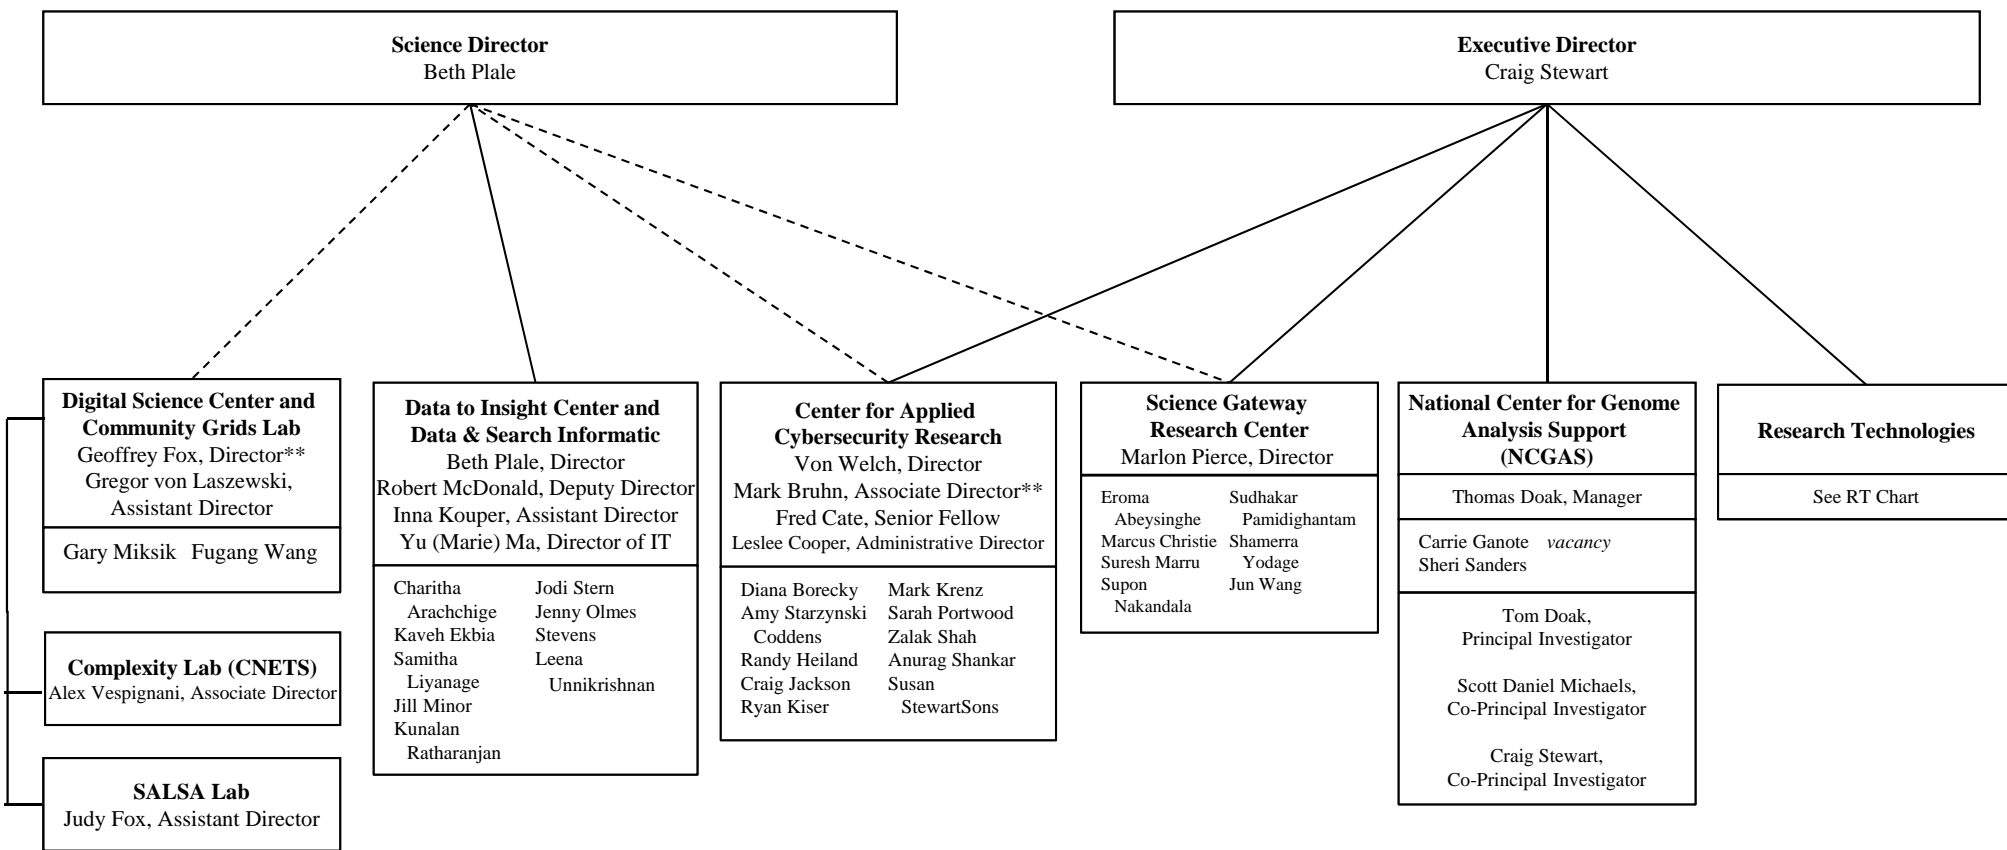 Science Director
Beth Plale
Executive Director
Craig Stewart
Digital Science Center and
Community Grids Lab
Geoffrey Fox, Director**
Gregor von Laszewski,
Assistant Director
Gary Miksik Fugang Wang
Complexity Lab (CNETS)
Alex Vespignani, Associate Director
SALSA Lab
Judy Fox, Assistant Director
Data to Insight Center and
Data & Search Informatic
Beth Plale, Director
Robert McDonald, Deputy Director
Inna Kouper, Assistant Director
Yu (Marie) Ma, Director of IT
Charitha
Arachchige
Kaveh Ekbia
Samitha
Liyanage
Jill Minor
Kunalan
Ratharanjan
Jodi Stern
Jenny Olmes
Stevens
Leena
Unnikrishnan
Center for Applied
Cybersecurity Research
Von Welch, Director
Mark Bruhn, Associate Director**
Fred Cate, Senior Fellow
Leslee Cooper, Administrative Director
Diana Borecky
Amy Starzynski
Coddens
Randy Heiland
Craig Jackson
Ryan Kiser
Mark Krenz
Sarah Portwood
Zalak Shah
Anurag Shankar
Susan
StewartSons
Science Gateway
Research Center
Marlon Pierce, Director
Eroma
Abeysinghe
Marcus Christie
Suresh Marru
Supon
Nakandala
Sudhakar
Pamidighantam
Shamerra
Yodage
Jun Wang
National Center for Genome
Analysis Support
(NCGAS)
Thomas Doak, Manager
Carrie Ganote vacancy
Sheri Sanders
Tom Doak,
Principal Investigator
Scott Daniel Michaels,
Co-Principal Investigator
Craig Stewart,
Co-Principal Investigator
Research Technologies
See RT Chart